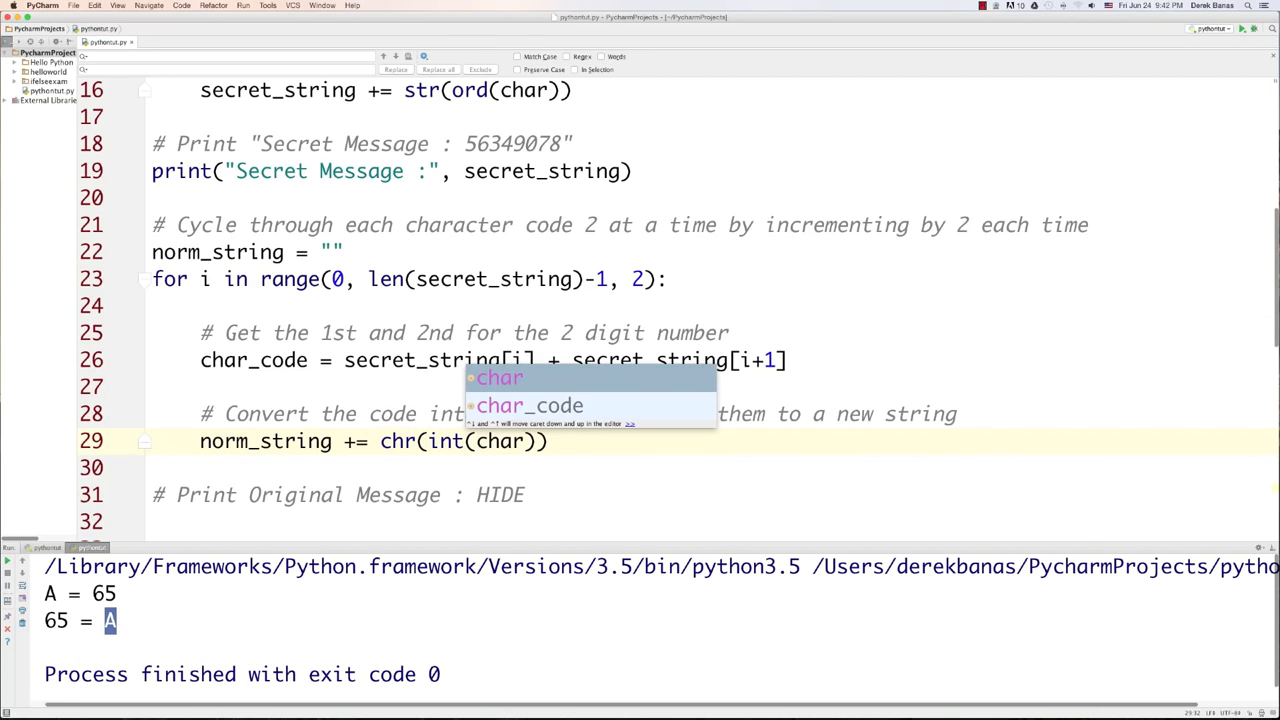 PyCharm File Edit View Navigate Code Refactor Run Tools VCS Window Help Fri Jun 24 9:42 PM Derek Banas
pythontut.py - PycharmProjects - [~/PycharmProjects]
PycharmProjects pythontut.py pythontut
pythontut.py ×
PycharmProject
Hello Python
helloworld
ifelseexam
pythontut.py
External Librarie
Match Case Regex Words
Replace Replace all Exclude Preserve Case In Selection
16 secret_string += str(ord(char))
17
18 # Print "Secret Message : 56349078"
19 print("Secret Message :", secret_string)
20
21 # Cycle through each character code 2 at a time by incrementing by 2 each time
22 norm_string = ""
23 for i in range(0, len(secret_string)-1, 2):
24
25 # Get the 1st and 2nd for the 2 digit number
26 char_code = secret_string[i] + secret_string[i+1]
27
char
28 # Convert the code int them to a new string
char_code
^↓ and ^↑ will move caret down and up in the editor >>
29 norm_string += chr(int(char))
30
31 # Print Original Message : HIDE
32
Run: pythontut pythontut
/Library/Frameworks/Python.framework/Versions/3.5/bin/python3.5 /Users/derekbanas/PycharmProjects/pytho
A = 65
65 = A
Process finished with exit code 0
29:32 LF‡ UTF-8‡